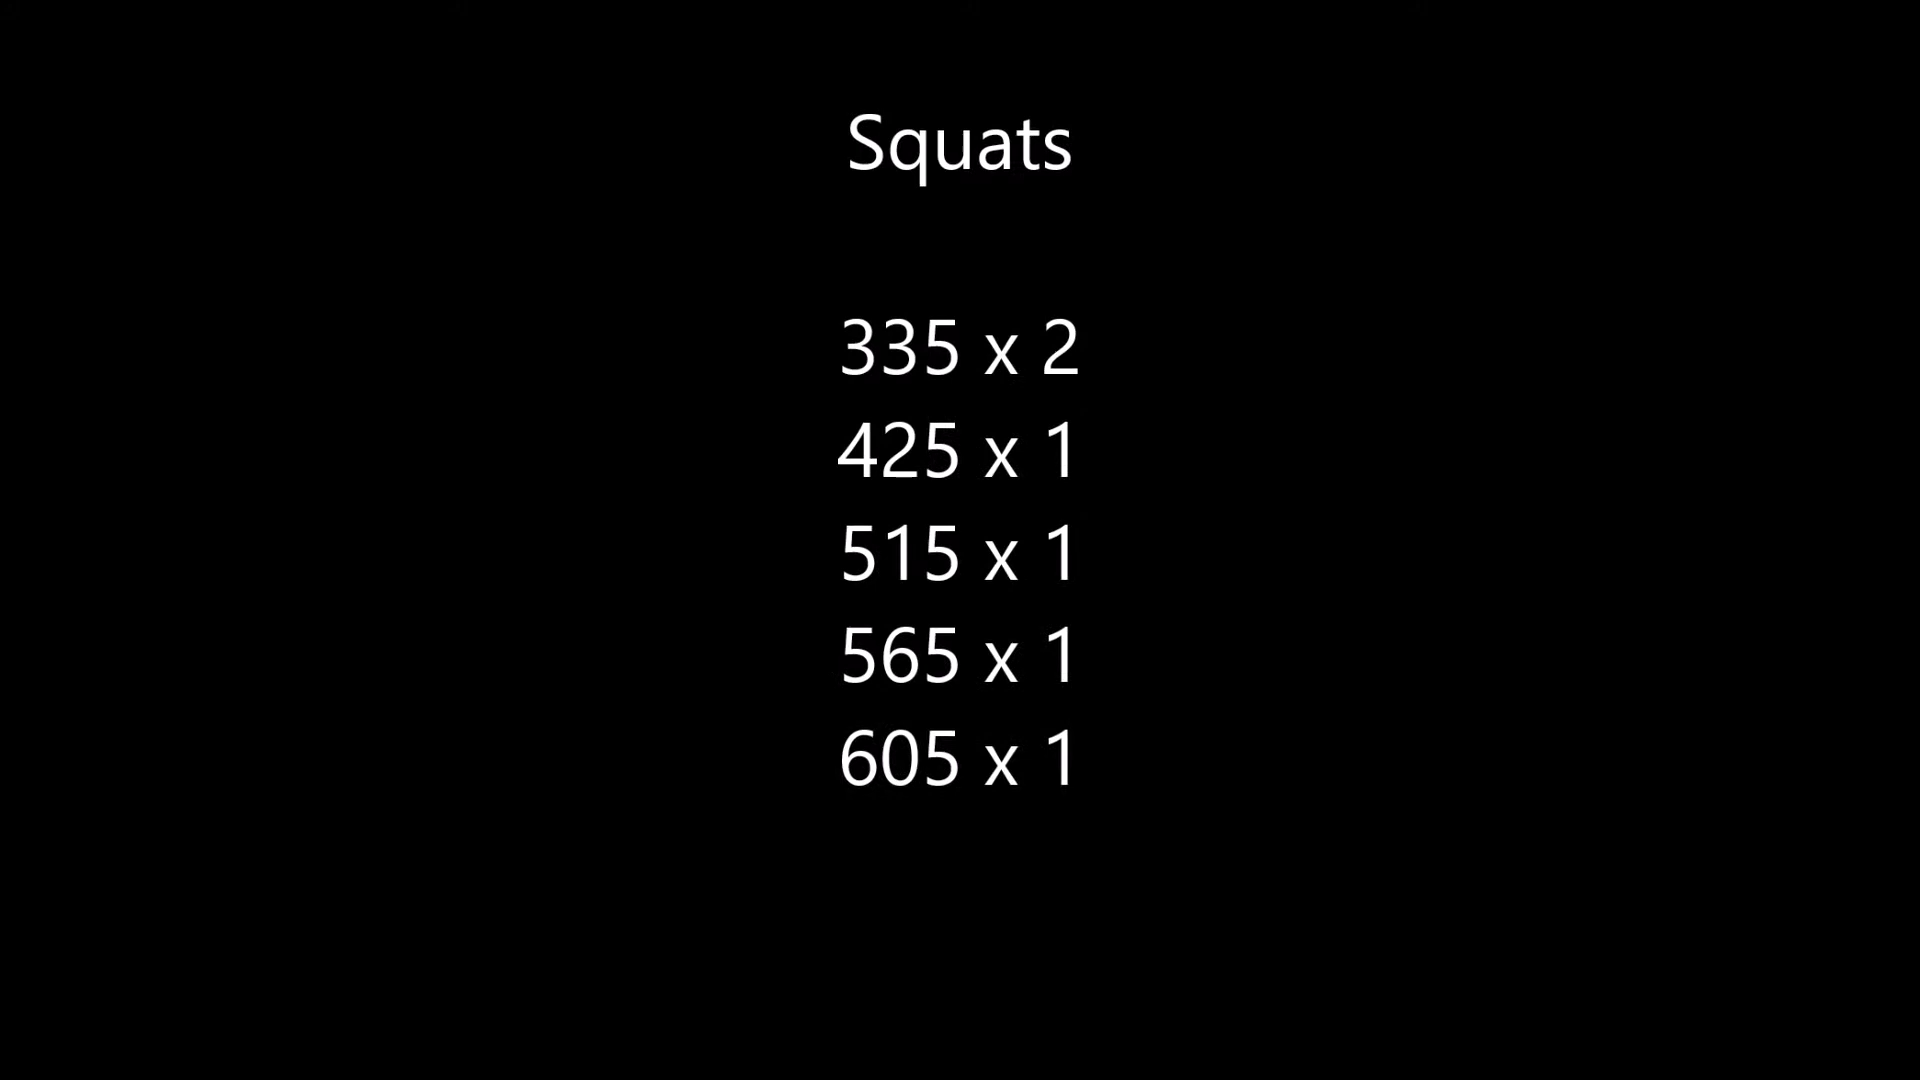 Squats
335 x 2
425 x 1
515 x 1
565 x 1
605 x 1